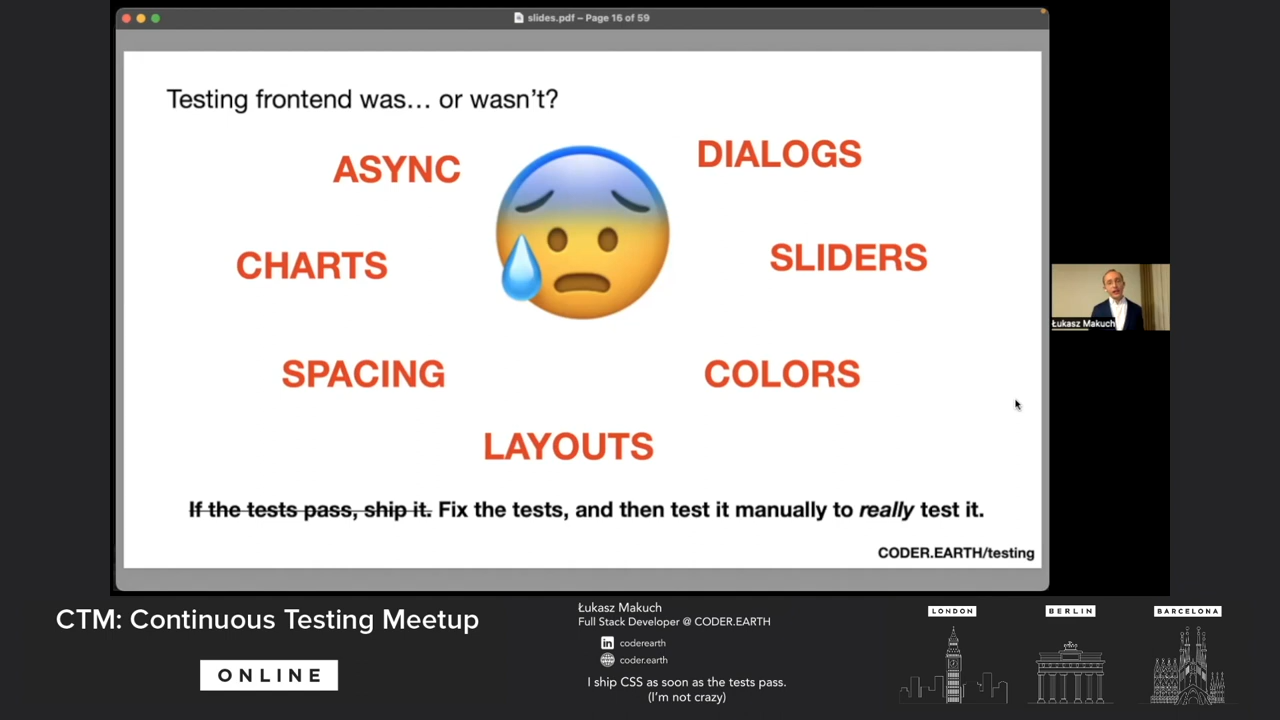 slides.pdf – Page 16 of 59
Testing frontend was… or wasn't?
ASYNC
DIALOGS
CHARTS
SLIDERS
SPACING
COLORS
LAYOUTS
If the tests pass, ship it. Fix the tests, and then test it manually to really test it.
CODER.EARTH/testing
Łukasz Makuch
CTM: Continuous Testing Meetup
ONLINE
Łukasz Makuch
Full Stack Developer @ CODER.EARTH
in coderearth
coder.earth
I ship CSS as soon as the tests pass.
(I'm not crazy)
LONDON
BERLIN
BARCELONA